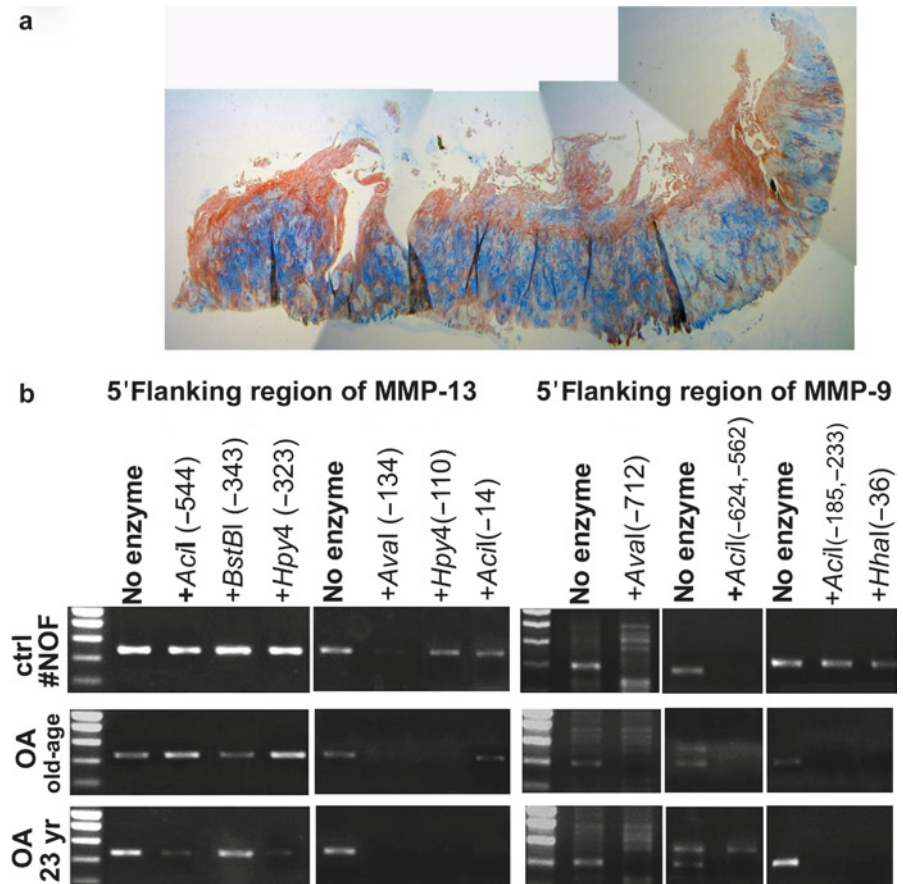 a
b
5'Flanking region of MMP-13
5'Flanking region of MMP-9
No enzyme
+AciI (−544)
+BstBI (−343)
+Hpy4 (−323)
No enzyme
+AvaI (−134)
+Hpy4(−110)
+AciI(−14)
No enzyme
+AvaI(−712)
No enzyme
+AciI(−624,−562)
No enzyme
+AciI(−185,−233)
+HhaI(−36)
ctrl
#NOF
OA
old-age
OA
23 yr